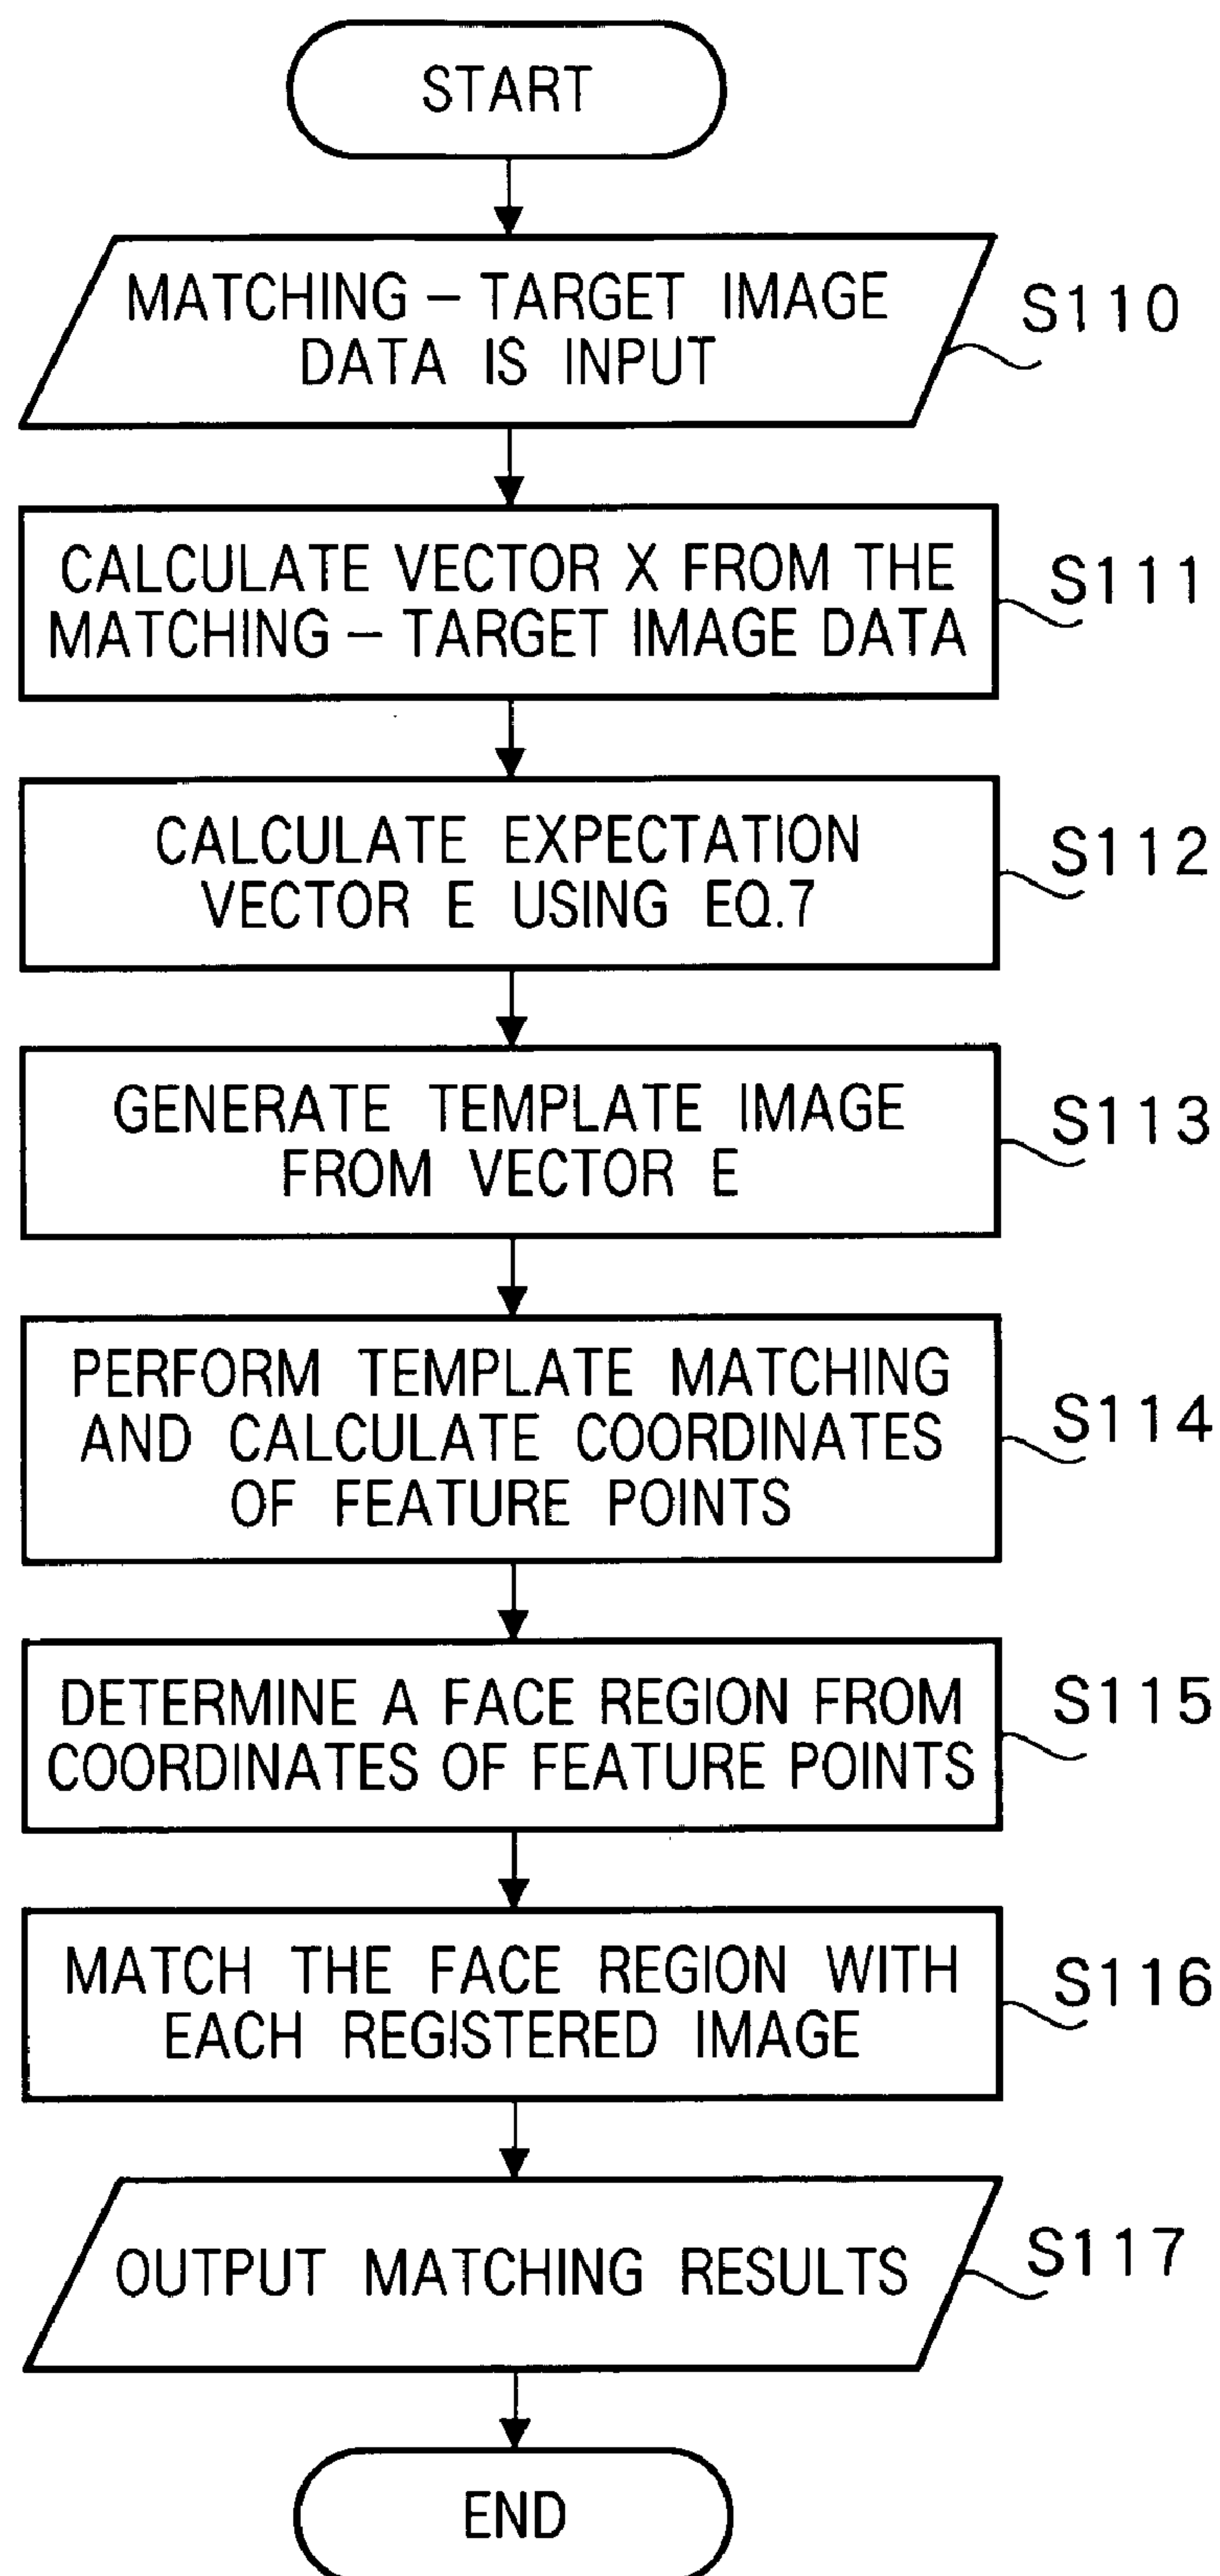 START
MATCHING – TARGET IMAGE
DATA IS INPUT
S110
CALCULATE VECTOR X FROM THE
MATCHING – TARGET IMAGE DATA
S111
CALCULATE EXPECTATION
VECTOR E USING EQ.7
S112
GENERATE TEMPLATE IMAGE
FROM VECTOR E
S113
PERFORM TEMPLATE MATCHING
AND CALCULATE COORDINATES
OF FEATURE POINTS
S114
DETERMINE A FACE REGION FROM
COORDINATES OF FEATURE POINTS
S115
MATCH THE FACE REGION WITH
EACH REGISTERED IMAGE
S116
OUTPUT MATCHING RESULTS
S117
END